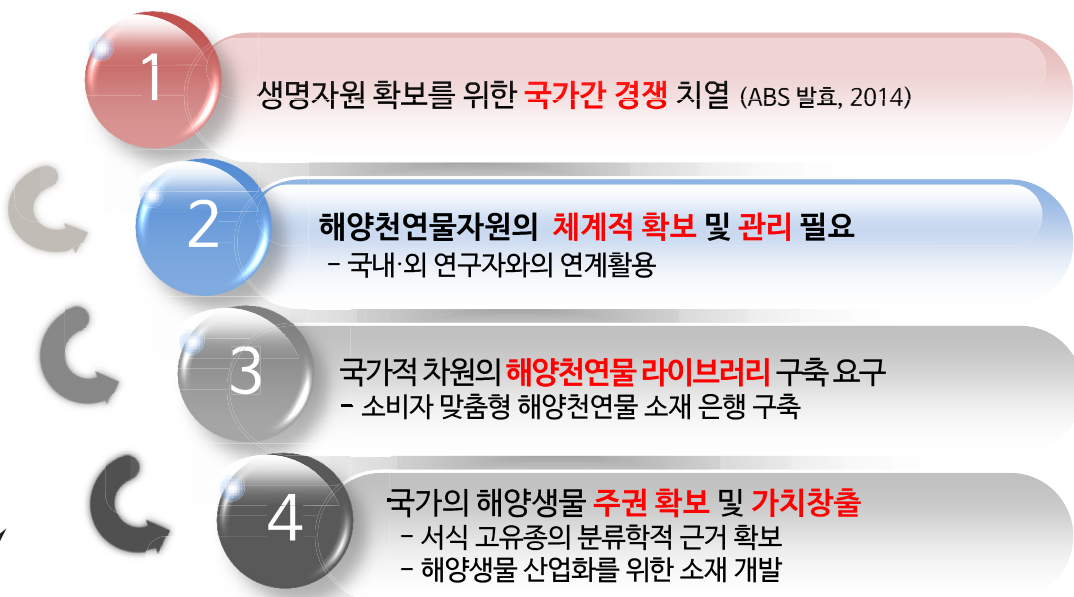 1
생명자원 확보를 위한 국가간 경쟁 치열 (ABS 발효, 2014)
2
해양천연물자원의 체계적 확보 및 관리 필요
- 국내·외 연구자와의 연계활용
3
국가적 차원의 해양천연물 라이브러리 구축 요구
- 소비자 맞춤형 해양천연물 소재 은행 구축
4
국가의 해양생물 주권 확보 및 가치창출
- 서식 고유종의 분류학적 근거 확보
- 해양생물 산업화를 위한 소재 개발